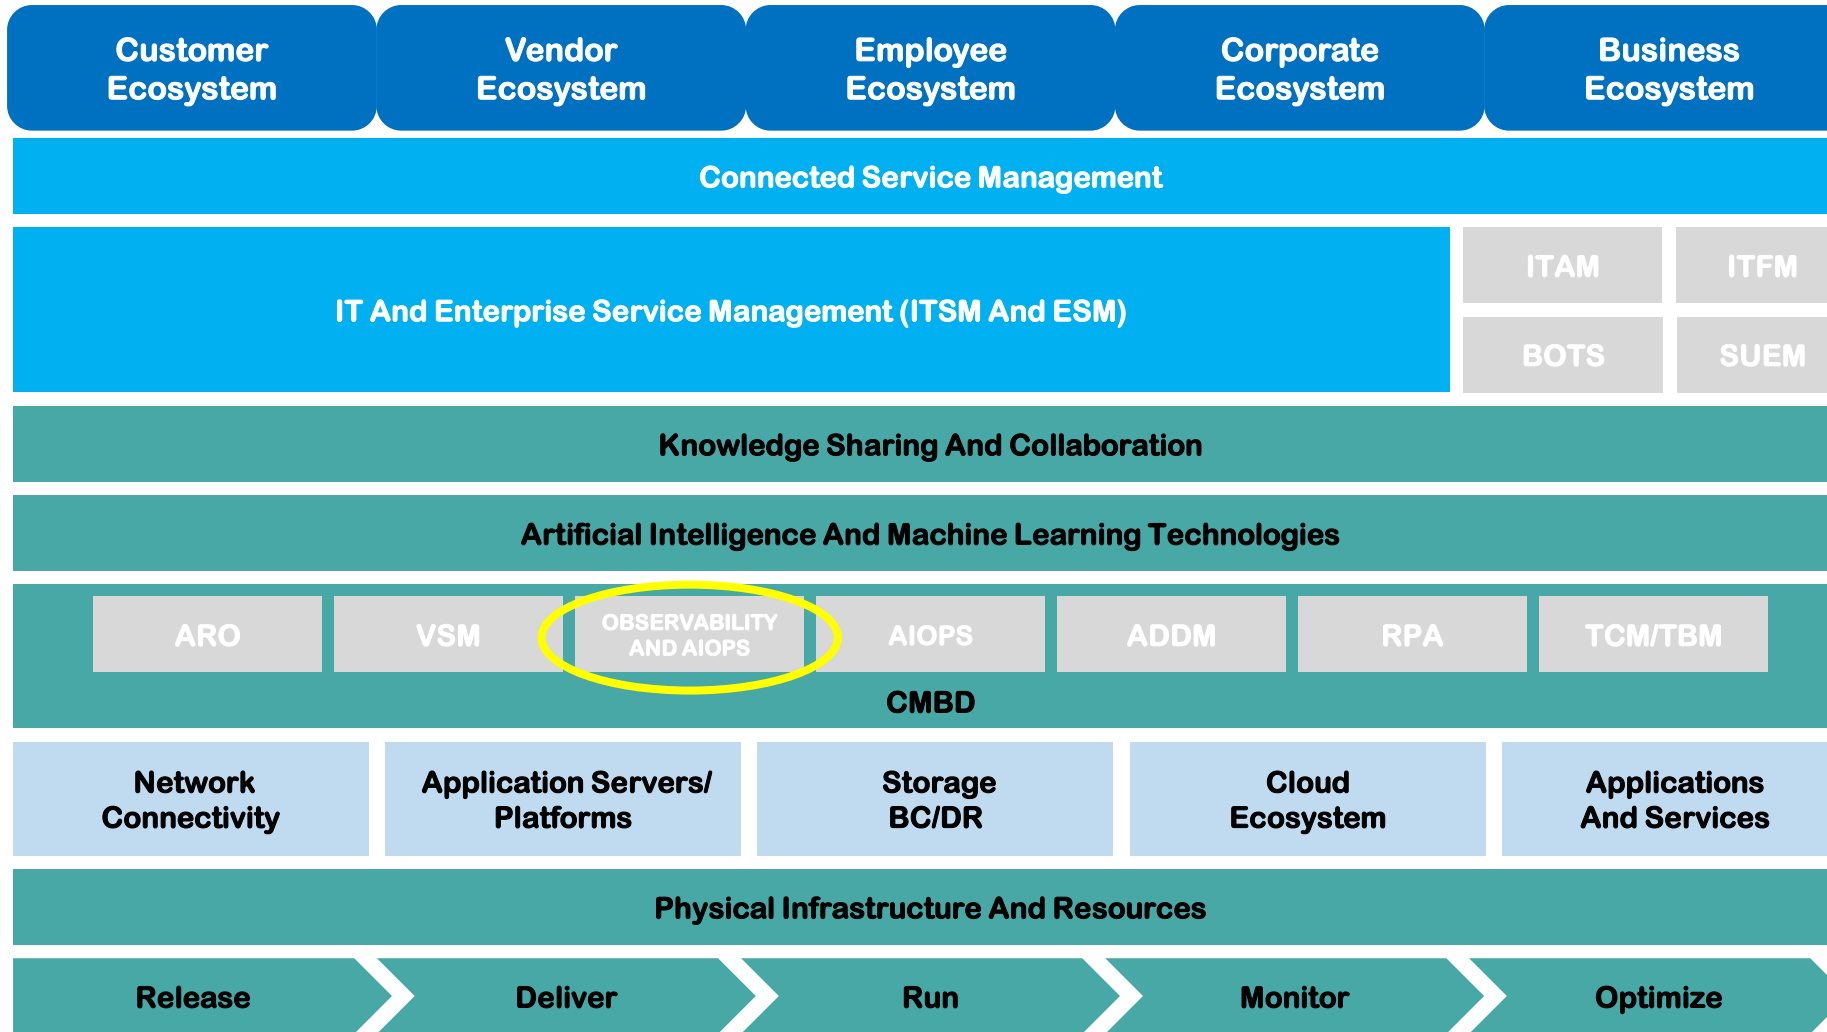 Customer
Ecosystem
Vendor
Ecosystem
Employee
Ecosystem
Corporate
Ecosystem
Business
Ecosystem
Connected Service Management
IT And Enterprise Service Management (ITSM And ESM)
ITAM
ITFM
BOTS
SUEM
Knowledge Sharing And Collaboration
Artificial Intelligence And Machine Learning Technologies
ARO
VSM
OBSERVABILITY
AND AIOPS
AIOPS
ADDM
RPA
TCM/TBM
CMBD
Network
Connectivity
Application Servers/
Platforms
Storage
BC/DR
Cloud
Ecosystem
Applications
And Services
Physical Infrastructure And Resources
Release
Deliver
Run
Monitor
Optimize